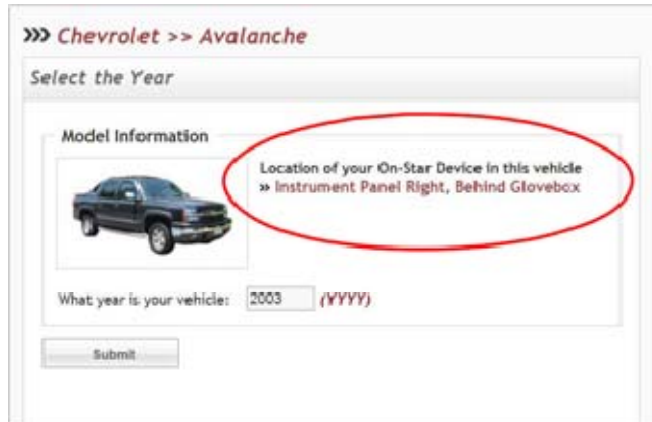 ››› Chevrolet >> Avalanche
Select the Year
Model Information
Location of your On-Star Device in this vehicle
» Instrument Panel Right, Behind Glovebox
What year is your vehicle: 2003 (YYYY)
Submit